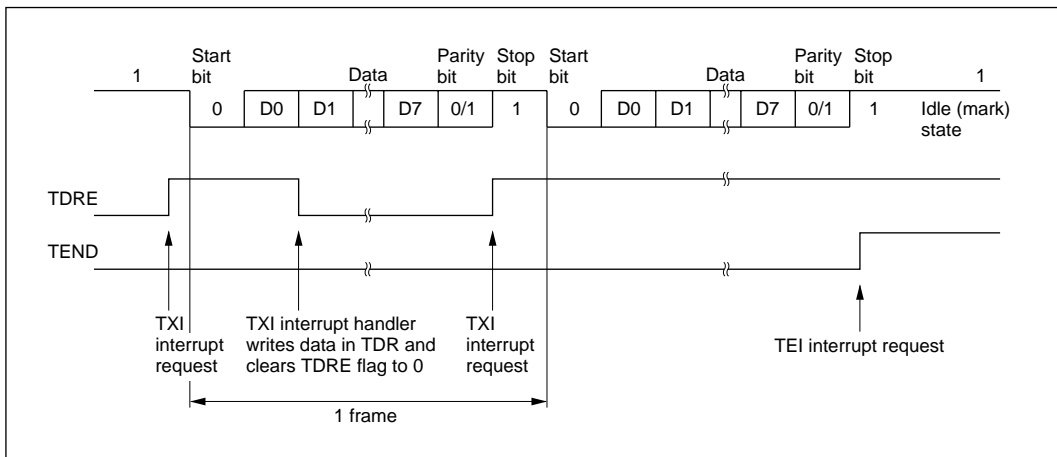 1
Start
bit
Data
Parity
bit
Stop
bit
Start
bit
Data
Parity
bit
Stop
bit
1
0 D0 D1 D7 0/1 1 0 D0 D1 D7 0/1 1
Idle (mark)
state
TDRE
TEND
TXI
interrupt
request
TXI interrupt handler
writes data in TDR and
clears TDRE flag to 0
TXI
interrupt
request
TEI interrupt request
1 frame